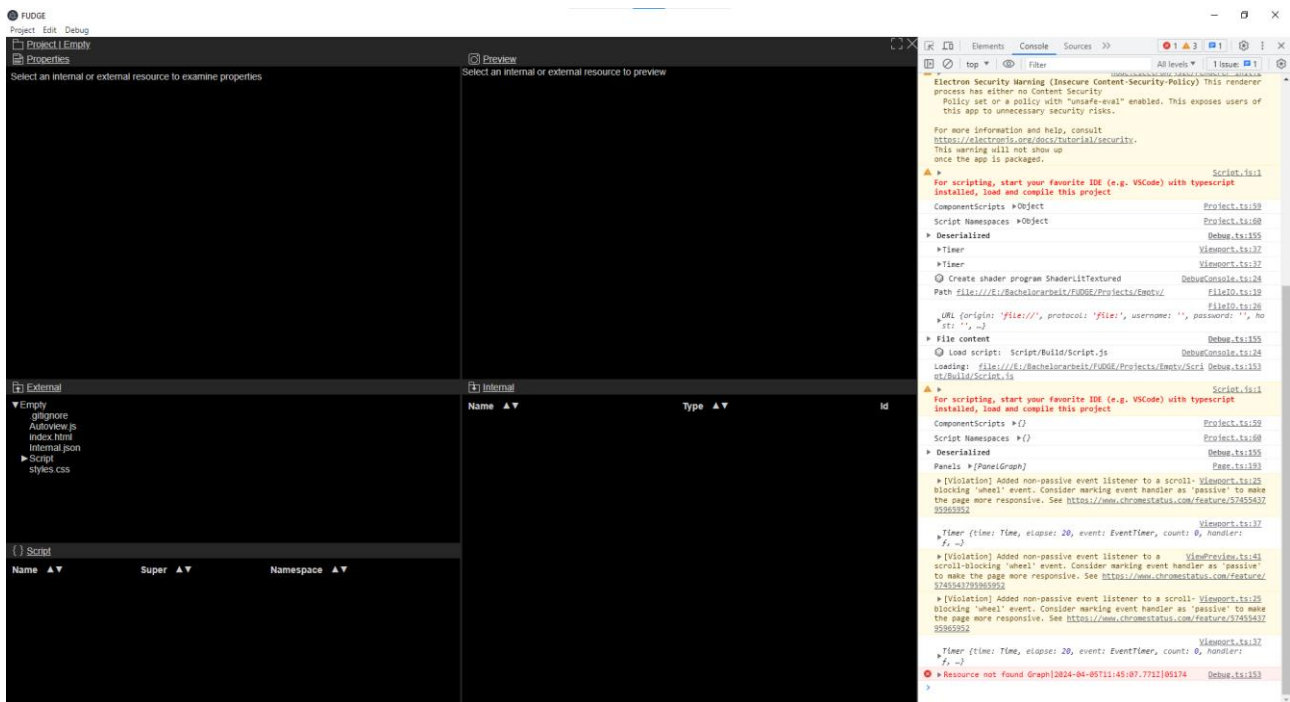 FUDGE
Project Edit Debug
Project | Empty
Properties
Select an internal or external resource to examine properties
Preview
Select an internal or external resource to preview
External
▼Empty
.gitignore
Autoview.js
index.html
Internal.json
▶Script
styles.css
{ } Script
Name ▲▼ Super ▲▼ Namespace ▲▼
Internal
Name ▲▼ Type ▲▼ Id
Elements Console Sources >> 1 3 1
top ▼ Filter All levels ▼ 1 Issue: 1
Electron Security Warning (Insecure Content-Security-Policy) This renderer
process has either no Content Security
Policy set or a policy with "unsafe-eval" enabled. This exposes users of
this app to unnecessary security risks.
For more information and help, consult
https://electronjs.org/docs/tutorial/security.
This warning will not show up
once the app is packaged.
▶ Script.js:1
For scripting, start your favorite IDE (e.g. VSCode) with typescript
installed, load and compile this project
ComponentScripts ▶Object Project.ts:59
Script Namespaces ▶Object Project.ts:60
▶ Deserialized Debug.ts:155
▶Timer Viewport.ts:37
▶Timer Viewport.ts:37
Create shader program ShaderLitTextured DebugConsole.ts:24
Path file:///E:/Bachelorarbeit/FUDGE/Projects/Empty/ FileIO.ts:19
FileIO.ts:26
▶URL {origin: 'file://', protocol: 'file:', username: '', password: '', ho
st: '', …}
▶ File content Debug.ts:155
Load script: Script/Build/Script.js DebugConsole.ts:24
Loading: file:///E:/Bachelorarbeit/FUDGE/Projects/Empty/Scri Debug.ts:153
pt/Build/Script.js
▶ Script.js:1
For scripting, start your favorite IDE (e.g. VSCode) with typescript
installed, load and compile this project
ComponentScripts ▶{} Project.ts:59
Script Namespaces ▶{} Project.ts:60
▶ Deserialized Debug.ts:155
Panels ▶[PanelGraph] Page.ts:193
▶[Violation] Added non-passive event listener to a scroll- Viewport.ts:25
blocking 'wheel' event. Consider marking event handler as 'passive' to make
the page more responsive. See https://www.chromestatus.com/feature/57455437
95965952
Viewport.ts:37
▶Timer {time: Time, elapse: 20, event: EventTimer, count: 0, handler:
ƒ, …}
▶[Violation] Added non-passive event listener to a ViewPreview.ts:41
scroll-blocking 'wheel' event. Consider marking event handler as 'passive'
to make the page more responsive. See https://www.chromestatus.com/feature/
5745543795965952
▶[Violation] Added non-passive event listener to a scroll- Viewport.ts:25
blocking 'wheel' event. Consider marking event handler as 'passive' to make
the page more responsive. See https://www.chromestatus.com/feature/57455437
95965952
Viewport.ts:37
▶Timer {time: Time, elapse: 20, event: EventTimer, count: 0, handler:
ƒ, …}
▶Resource not found Graph|2024-04-05T11:45:07.771Z|05174 Debug.ts:153